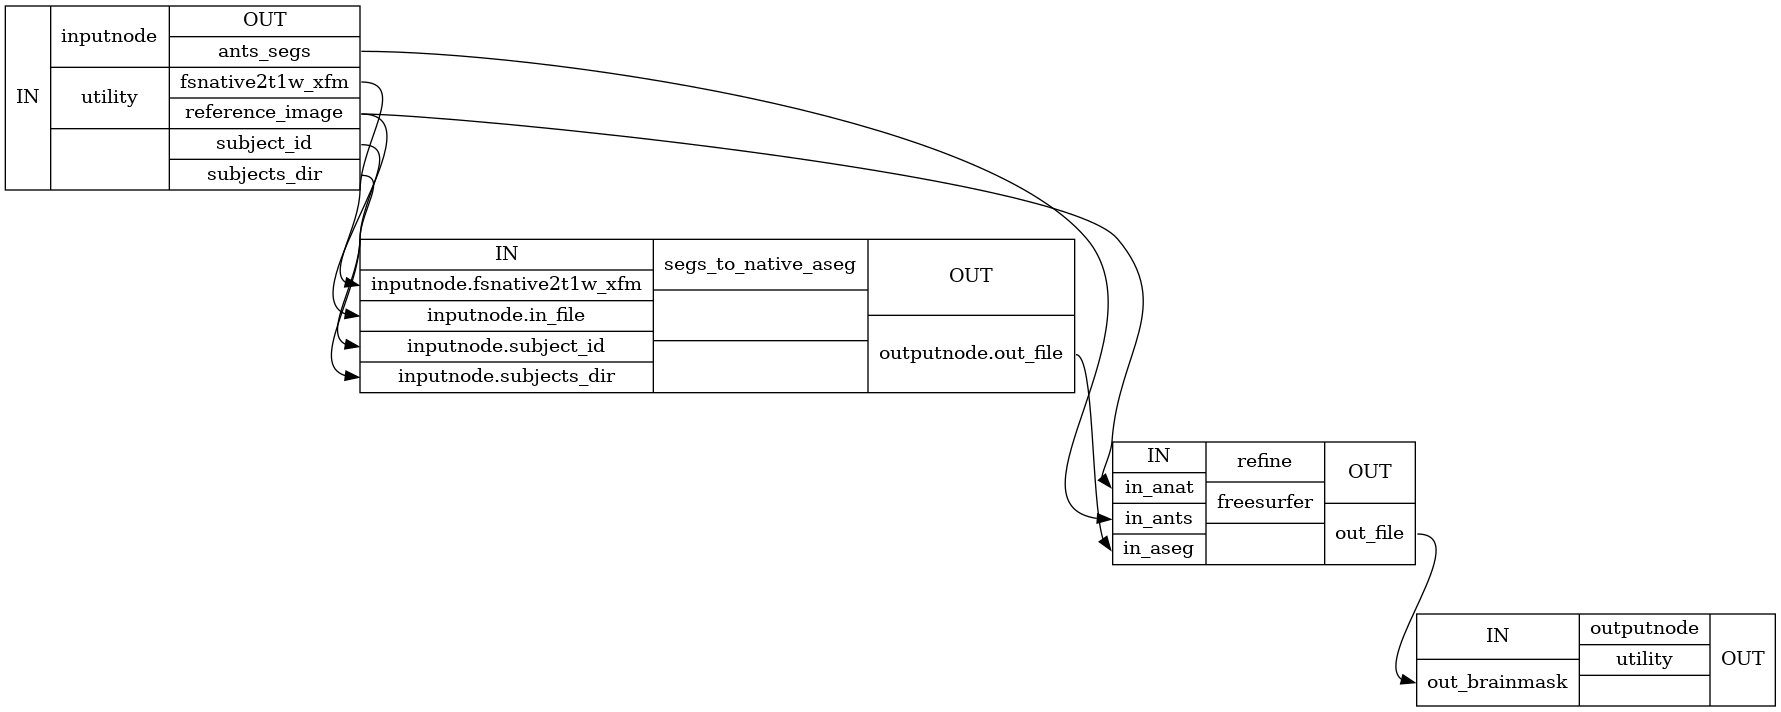 IN
inputnode
utility
OUT
ants_segs
fsnative2t1w_xfm
reference_image
subject_id
subjects_dir
IN
inputnode.fsnative2t1w_xfm
inputnode.in_file
inputnode.subject_id
inputnode.subjects_dir
segs_to_native_aseg
OUT
outputnode.out_file
IN
in_anat
in_ants
in_aseg
refine
freesurfer
OUT
out_file
IN
out_brainmask
outputnode
utility
OUT